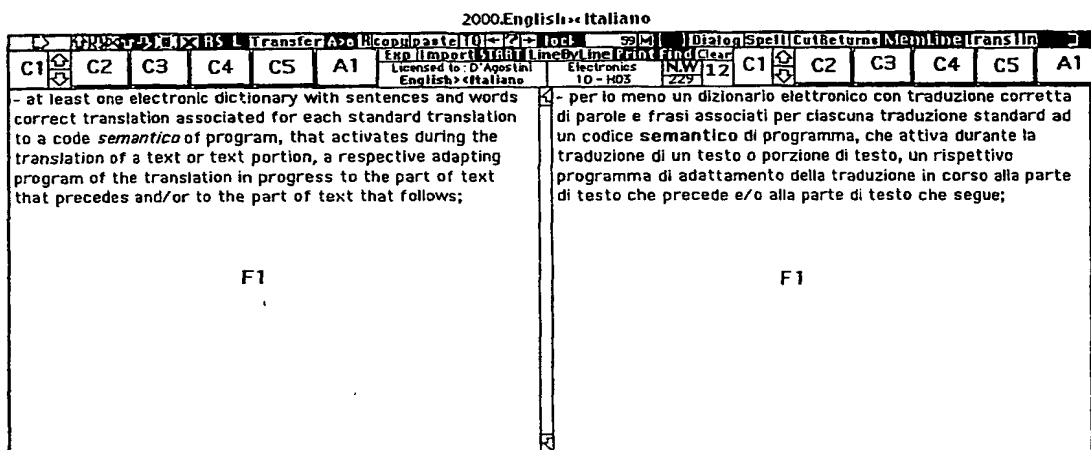 2000.English›‹Italiano
RS L Transfer A>a R copy paste TQ ← ? → lock 59 M Dialog Spell CutReturns MemLine TransIIn
Exp Import START LineByLine Print Find Clear
C1 C2 C3 C4 C5 A1 Licensed to : D'Agostini Electronics N.W 12 C1 C2 C3 C4 C5 A1
English>‹Italiano 10 - H03 229
- at least one electronic dictionary with sentences and words
correct translation associated for each standard translation
to a code semantico of program, that activates during the
translation of a text or text portion, a respective adapting
program of the translation in progress to the part of text
that precedes and/or to the part of text that follows;
F1
- per lo meno un dizionario elettronico con traduzione corretta
di parole e frasi associati per ciascuna traduzione standard ad
un codice semantico di programma, che attiva durante la
traduzione di un testo o porzione di testo, un rispettivo
programma di adattamento della traduzione in corso alla parte
di testo che precede e/o alla parte di testo che segue;
F1